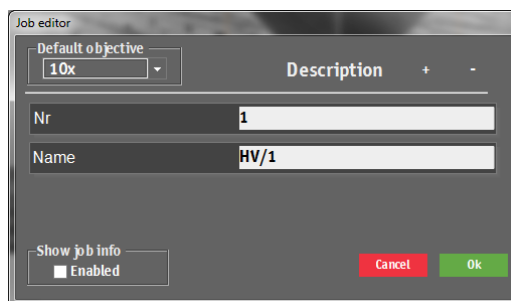 Job editor
Default objective
10x
Description + -
Nr 1
Name HV/1
Show job info
Enabled
Cancel Ok